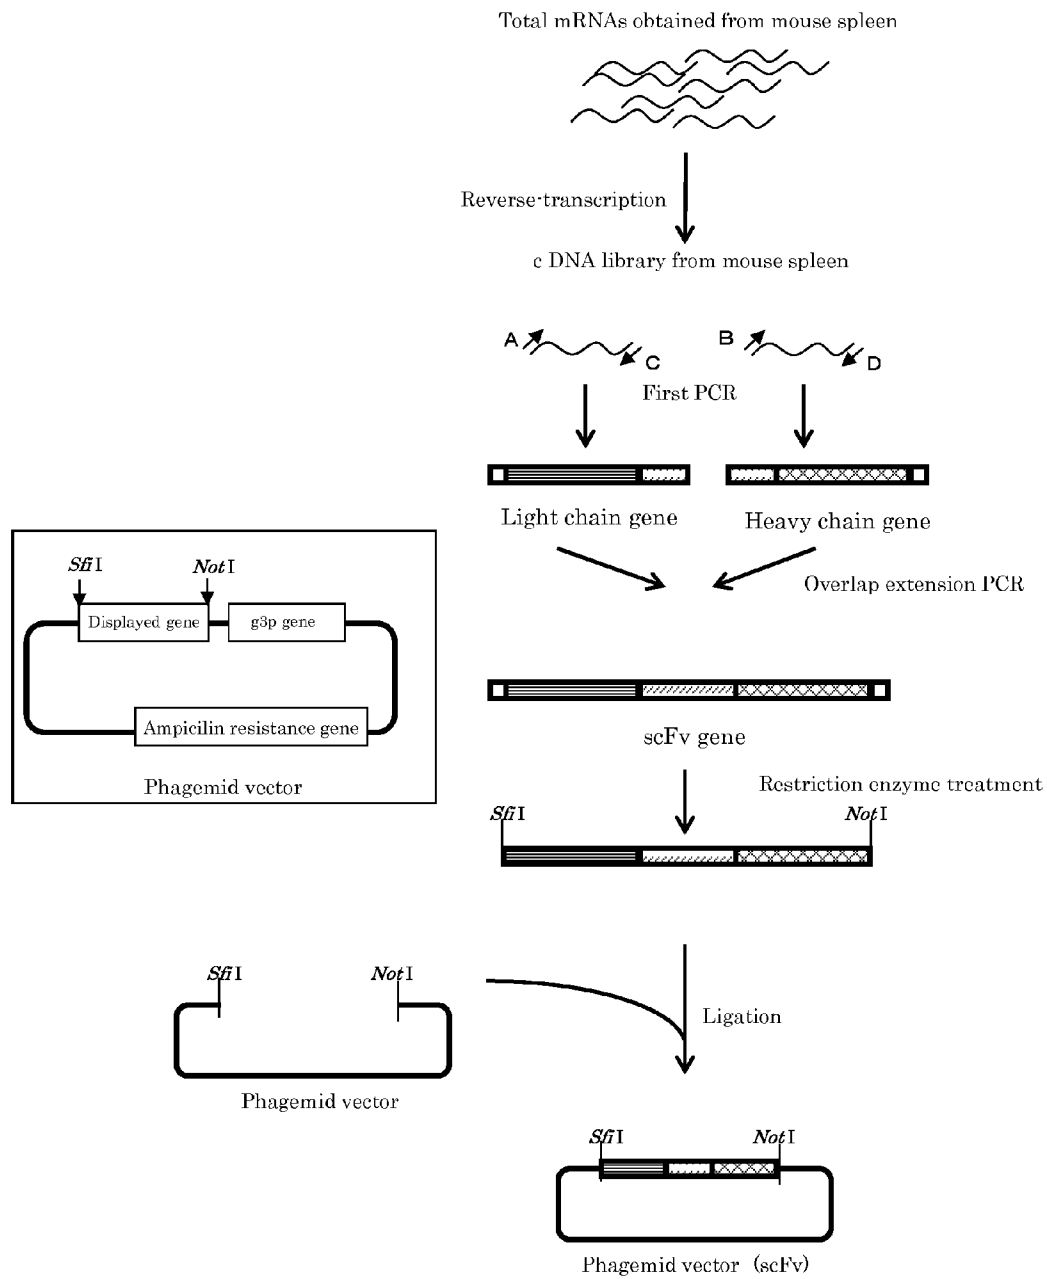 Total mRNAs obtained from mouse spleen
Reverse-transcription
c DNA library from mouse spleen
A
C
B
D
First PCR
Light chain gene
Heavy chain gene
Overlap extension PCR
SfiI
NotI
Displayed gene
g3p gene
Ampicilin resistance gene
Phagemid vector
scFv gene
Restriction enzyme treatment
SfiI
NotI
SfiI
NotI
Ligation
Phagemid vector
SfiI
NotI
Phagemid vector (scFv)